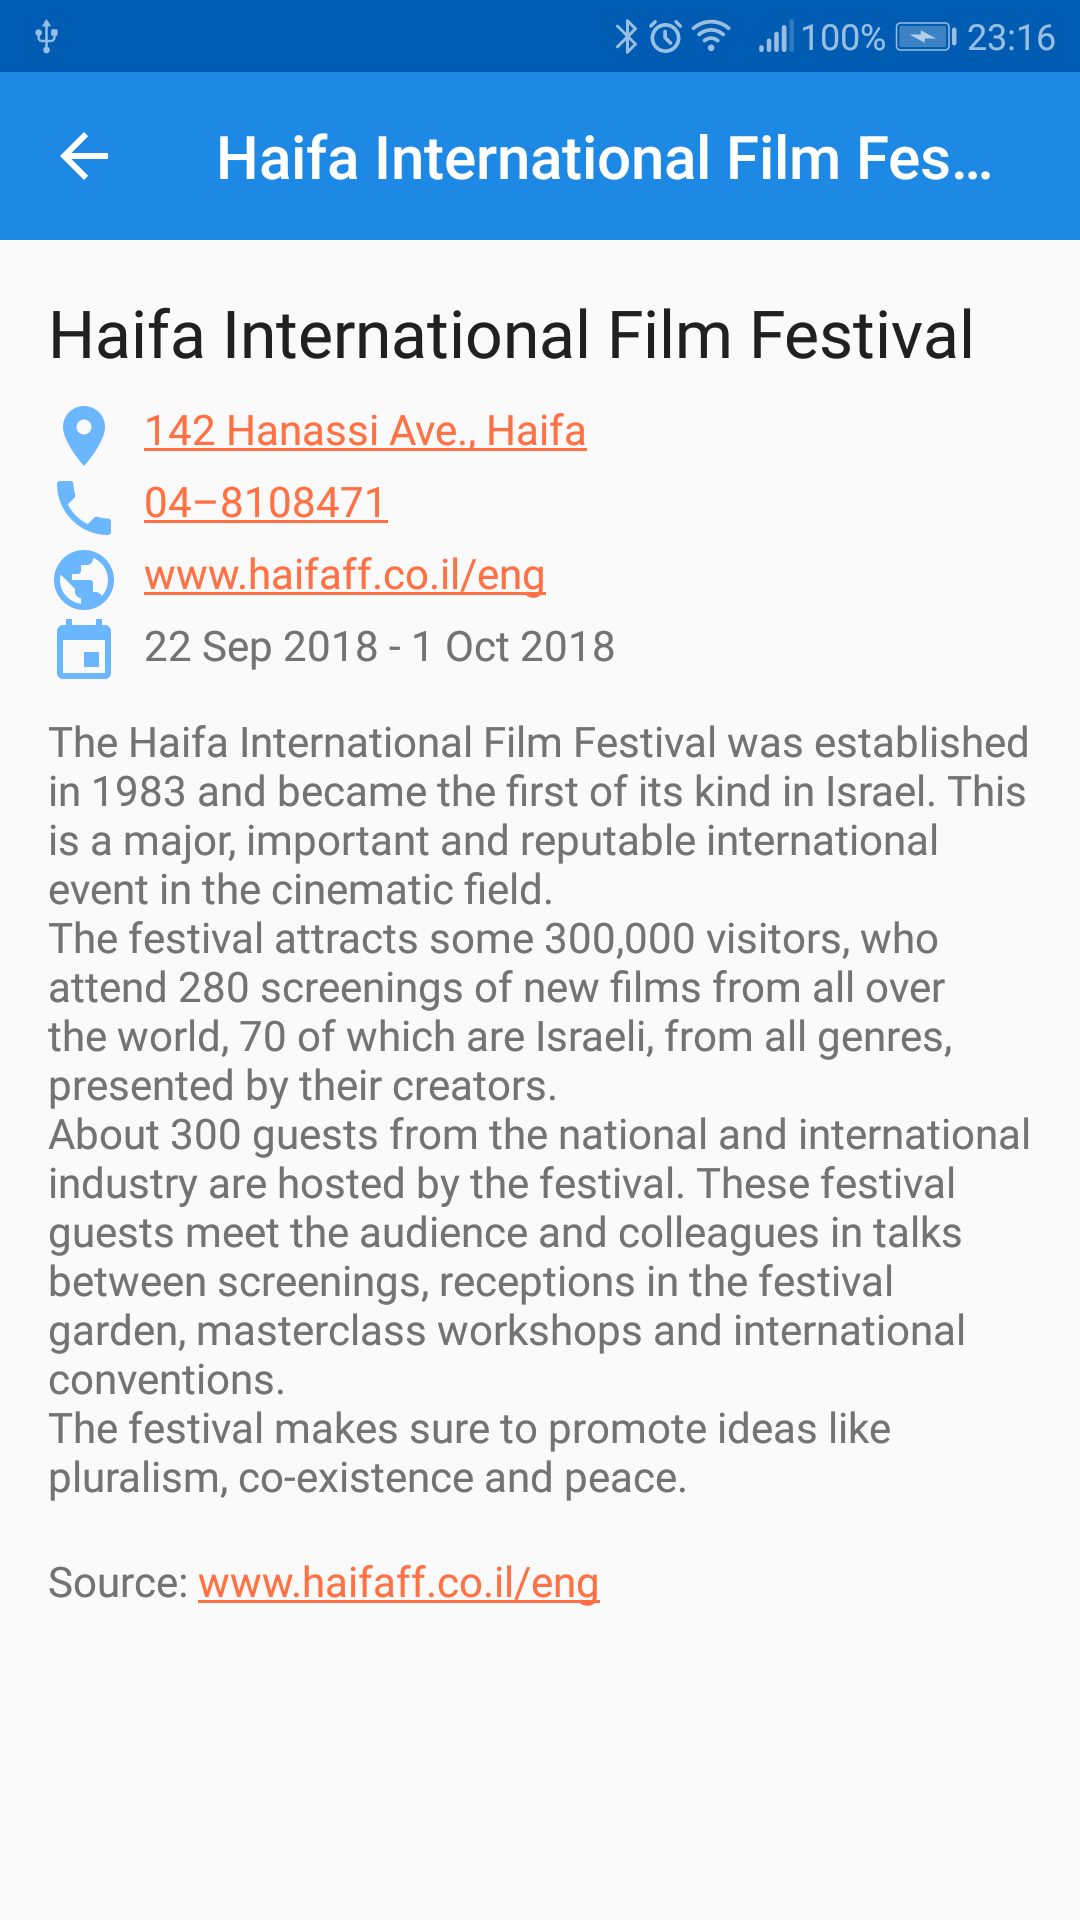 100% 23:16
Haifa International Film Fes...
Haifa International Film Festival
142 Hanassi Ave., Haifa
04–8108471
www.haifaff.co.il/eng
22 Sep 2018 - 1 Oct 2018
The Haifa International Film Festival was established
in 1983 and became the first of its kind in Israel. This
is a major, important and reputable international
event in the cinematic field.
The festival attracts some 300,000 visitors, who
attend 280 screenings of new films from all over
the world, 70 of which are Israeli, from all genres,
presented by their creators.
About 300 guests from the national and international
industry are hosted by the festival. These festival
guests meet the audience and colleagues in talks
between screenings, receptions in the festival
garden, masterclass workshops and international
conventions.
The festival makes sure to promote ideas like
pluralism, co-existence and peace.
Source: www.haifaff.co.il/eng